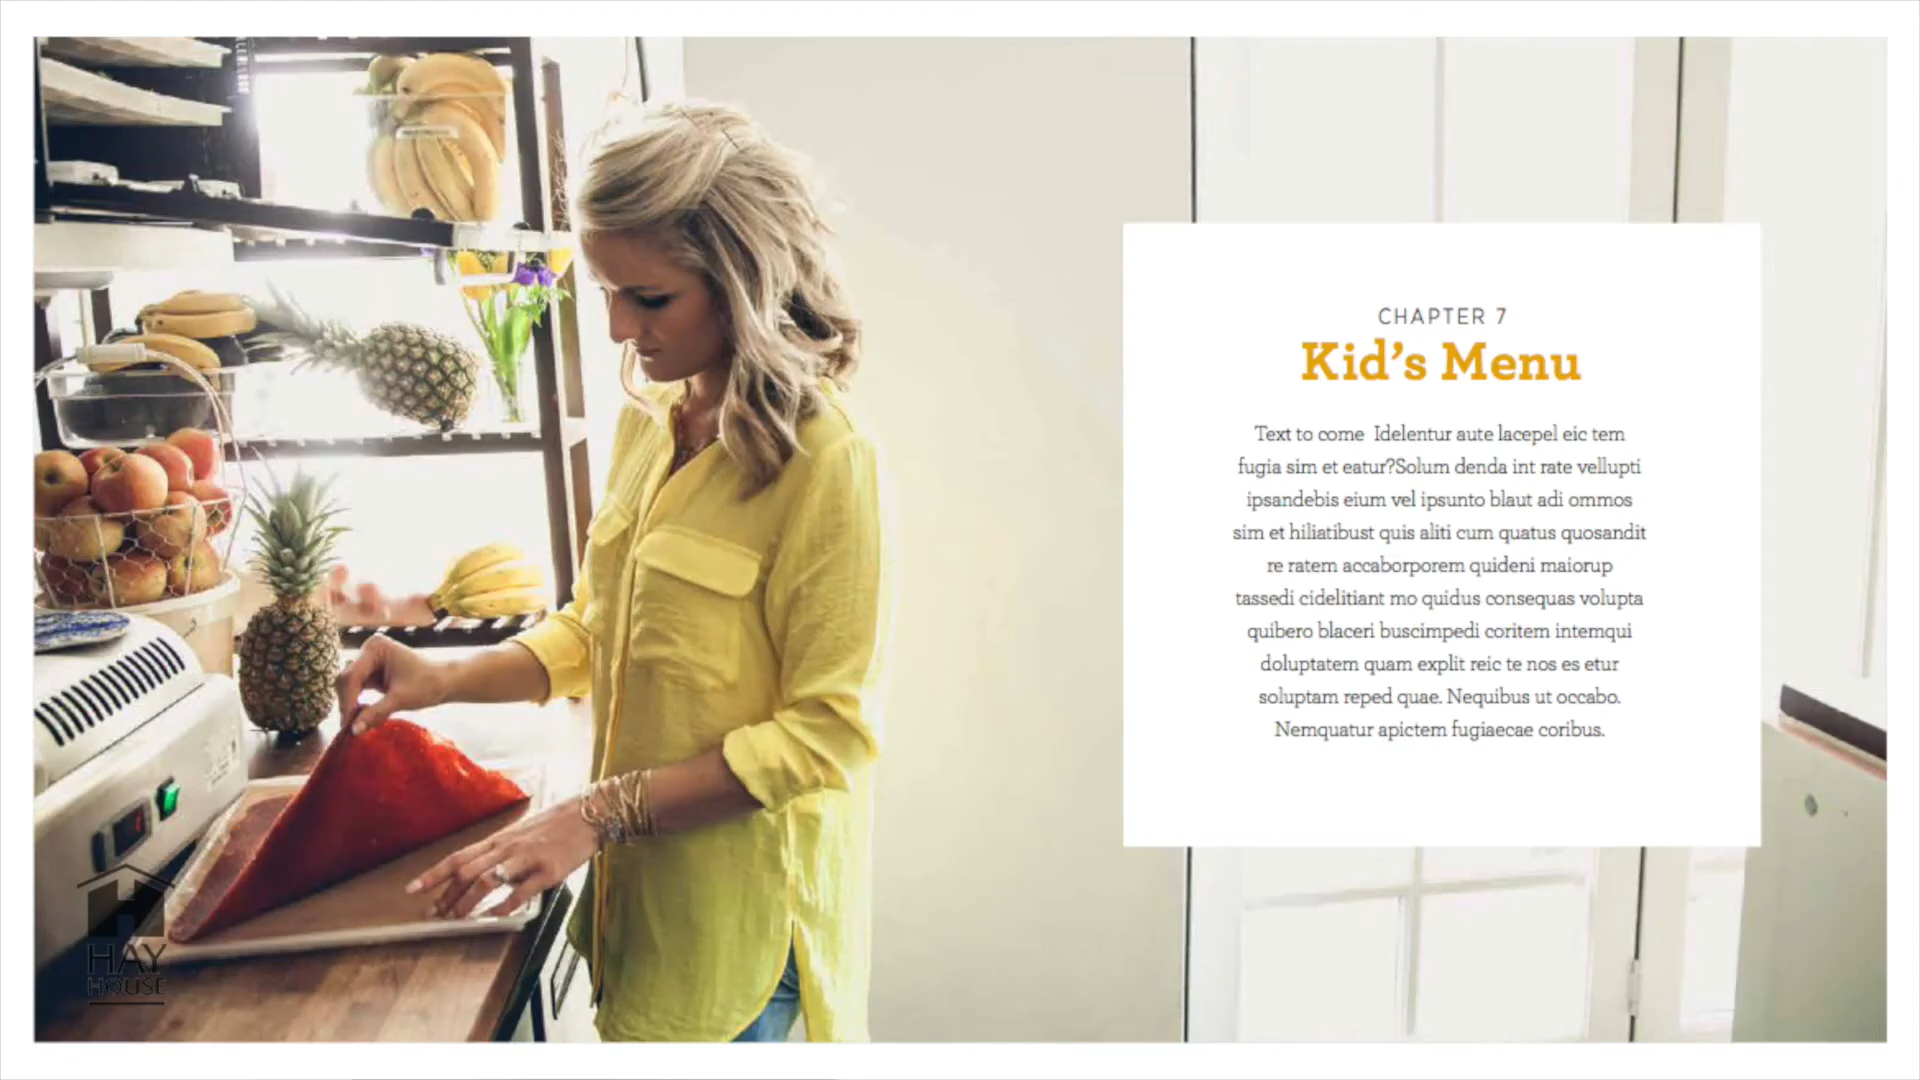 CHAPTER 7
Kid’s Menu
Text to come  Idelentur aute lacepel eic tem
fugia sim et eatur?Solum denda int rate vellupti
ipsandebis eium vel ipsunto blaut adi ommos
sim et hiliatibust quis aliti cum quatus quosandit
re ratem accaborporem quideni maiorup
tassedi cidelitiant mo quidus consequas volupta
quibero blaceri buscimpedi coritem intemqui
doluptatem quam explit reic te nos es etur
soluptam reped quae. Nequibus ut occabo.
Nemquatur apictem fugiaecae coribus.
H
HAY
HOUSE